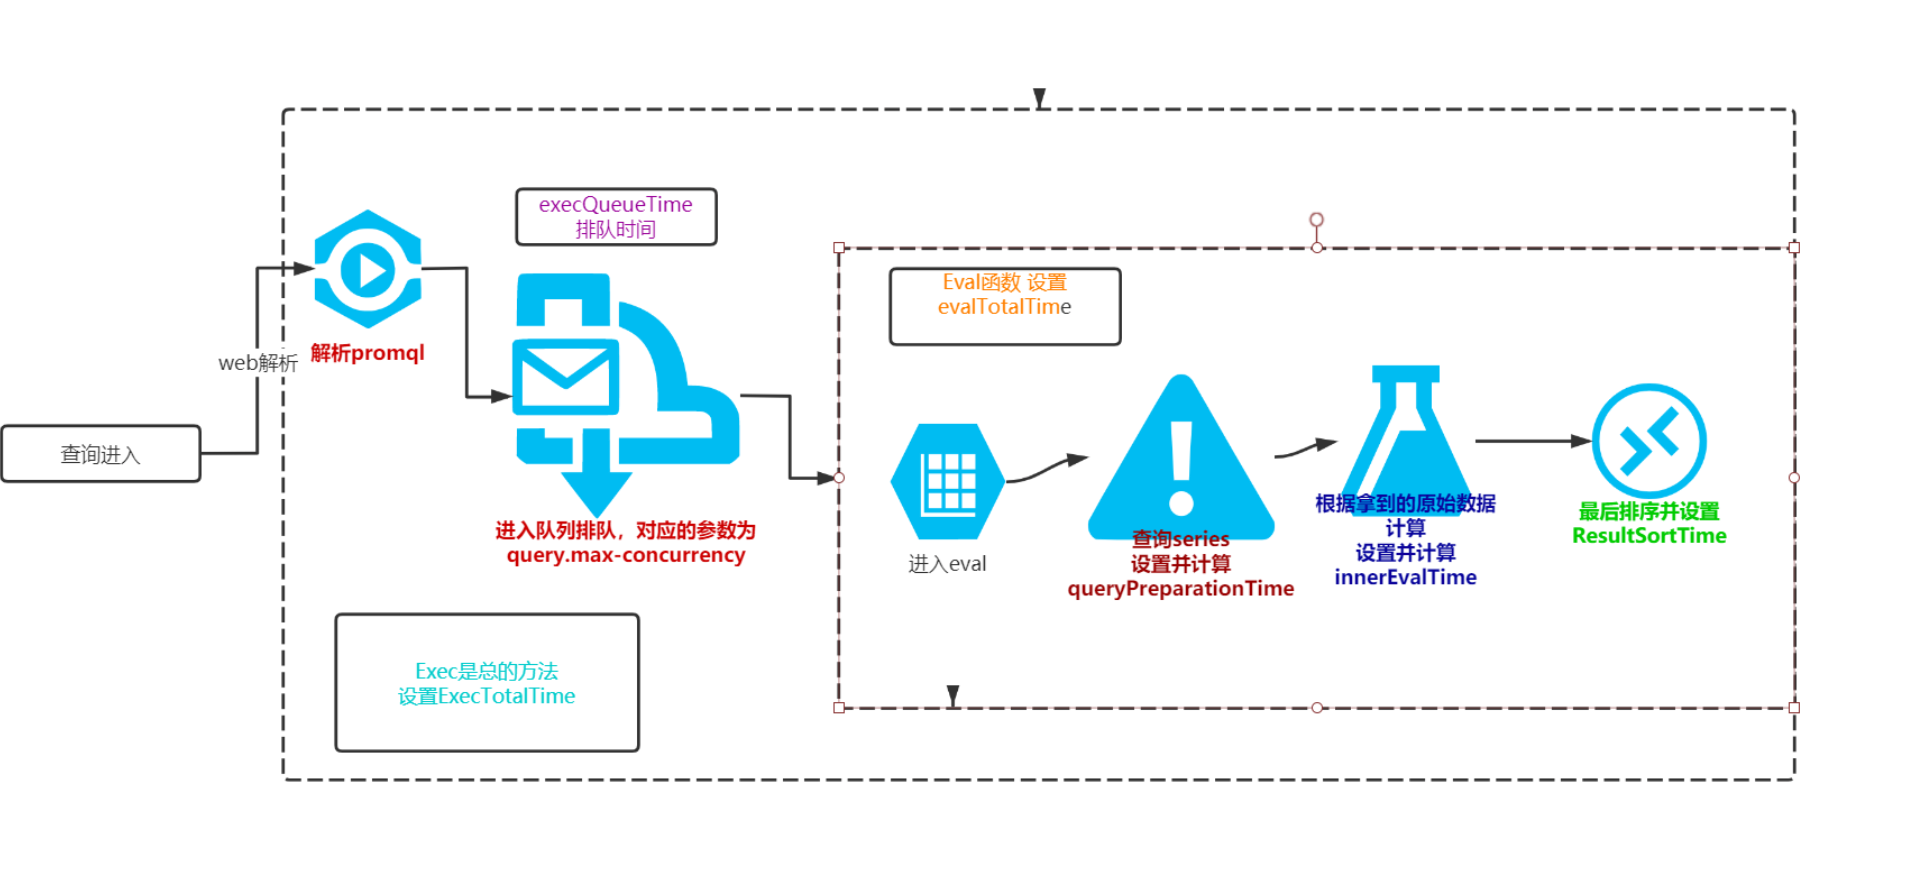 查询进入
web解析
解析promql
execQueueTime
排队时间
进入队列排队，对应的参数为
query.max-concurrency
Exec是总的方法
设置ExecTotalTime
Eval函数 设置
evalTotalTime
进入eval
查询series
设置并计算
queryPreparationTime
根据拿到的原始数据
计算
设置并计算
innerEvalTime
最后排序并设置
ResultSortTime